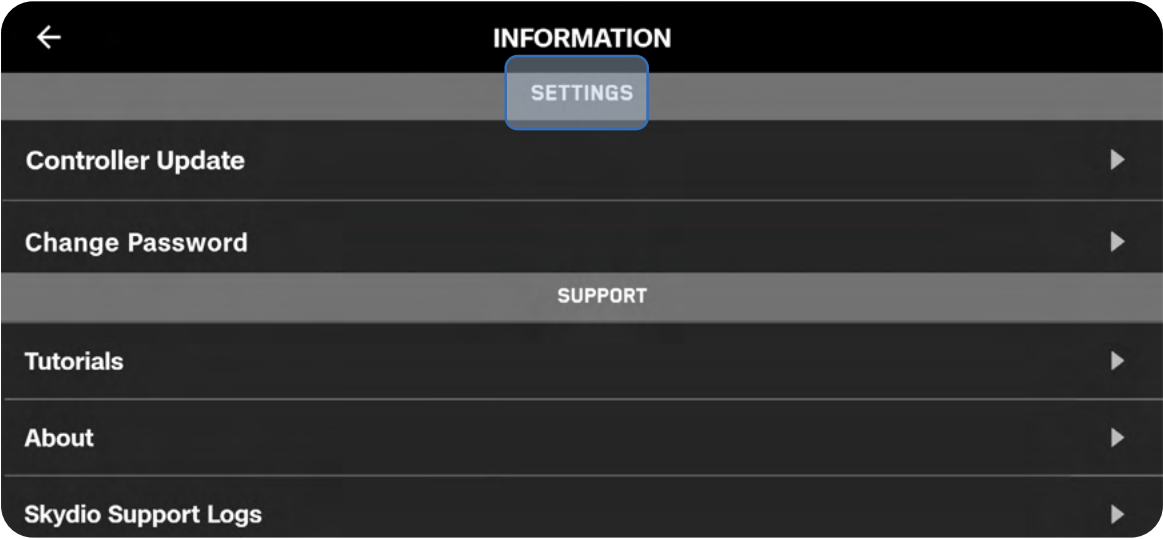 INFORMATION
SETTINGS
Controller Update
Change Password
SUPPORT
Tutorials
About
Skydio Support Logs